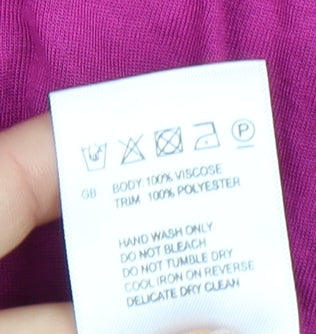 P
GB BODY: 100% VISCOSE
TRIM 100% POLYESTER
HAND WASH ONLY
DO NOT BLEACH
DO NOT TUMBLE DRY
COOL IRON ON REVERSE
DELICATE DRY CLEAN